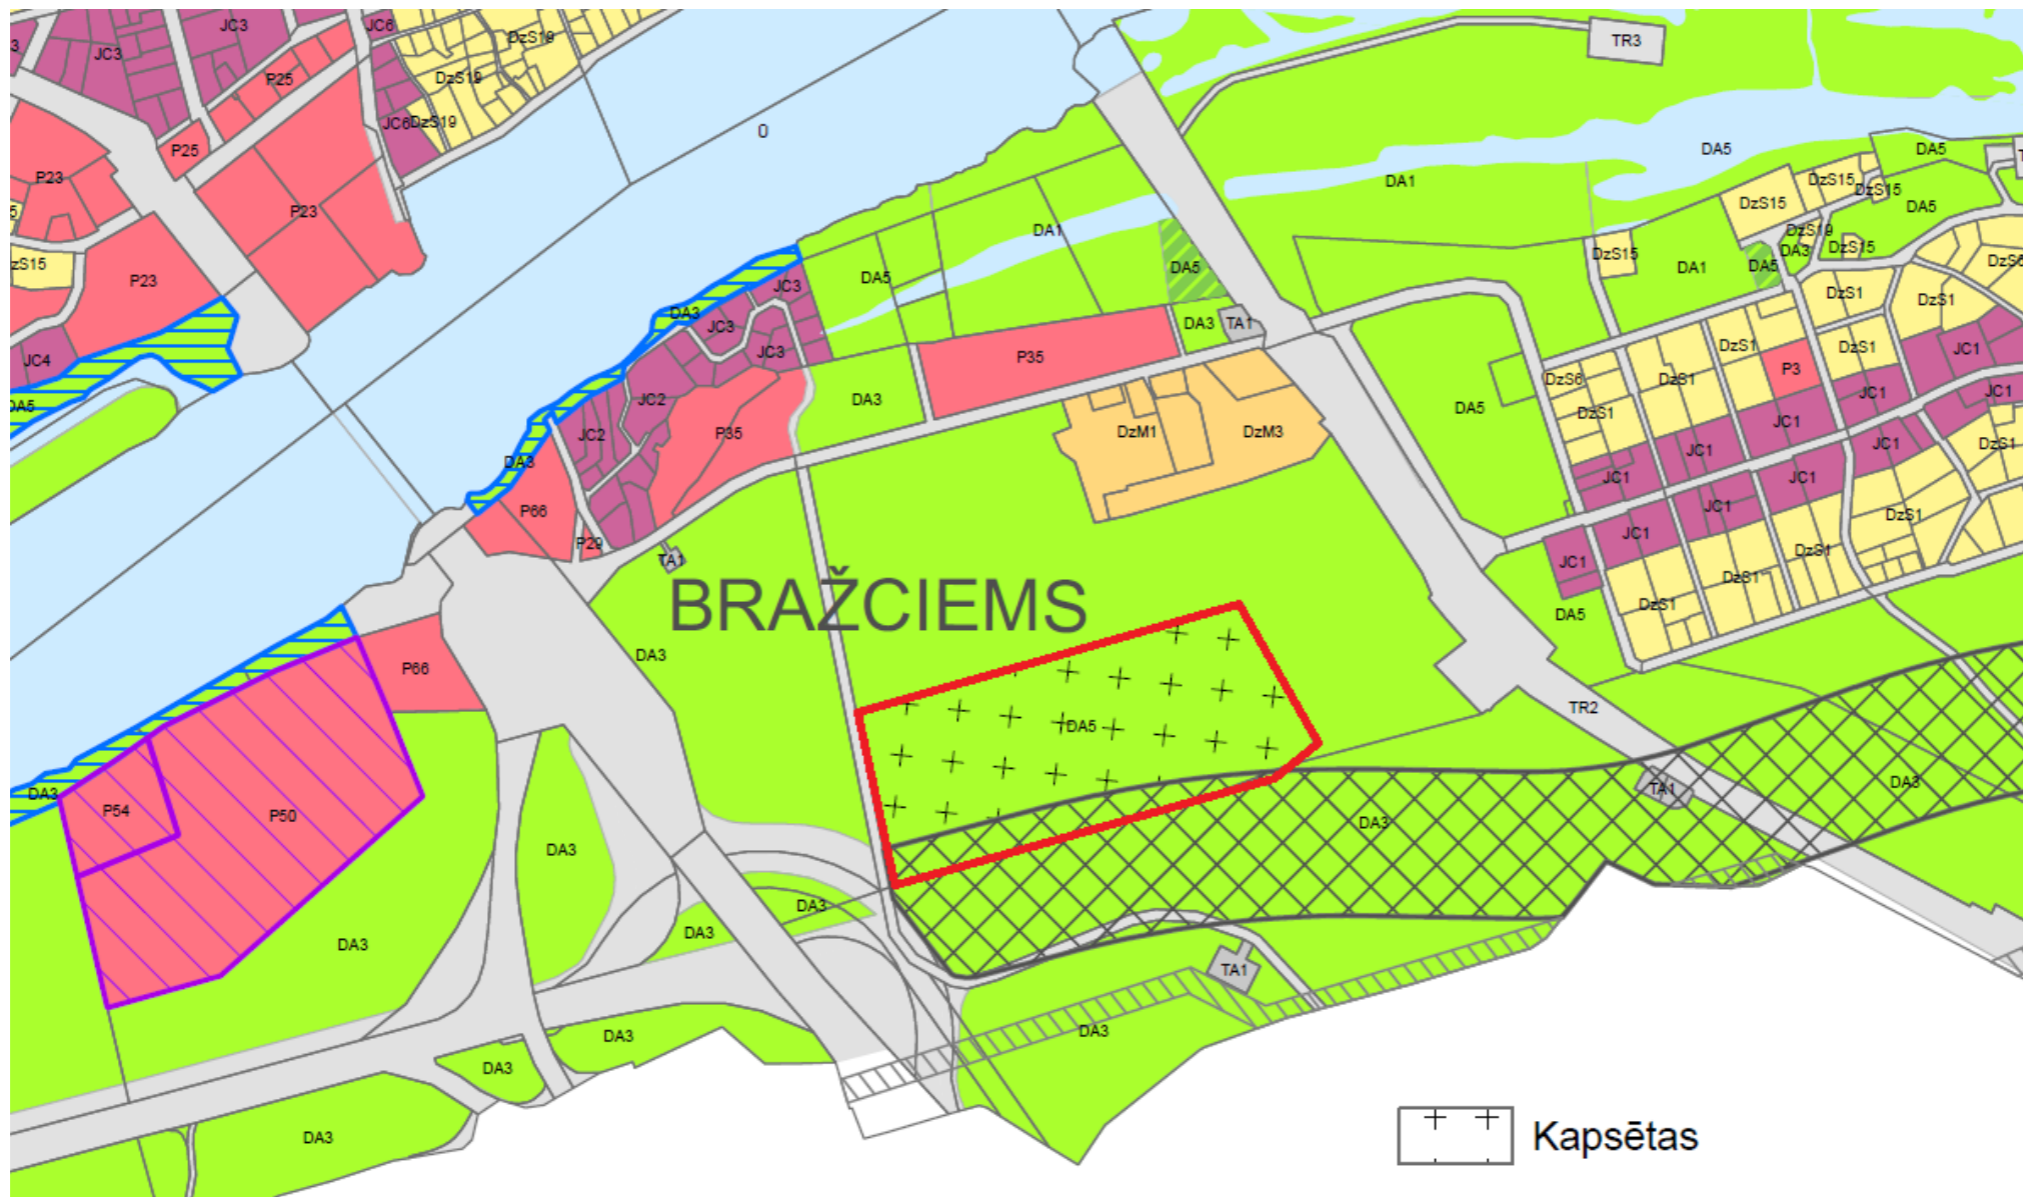 JC3
JC6
DzS19
3
JC3
P25
DzS19
TR3
JC6
DzS19
0
P25
DA5
DA5
P23
DA1
DzS15
DzS15
DzS15
P23
5
DA1
DzS19
DA5
zS15
DzS15
DA3
DzS15
DzS6
P23
DA5
DA5
DA1
DA5
JC3
DzS1
DzS1
DA3
JC3
DA3
TA1
JC4
JC3
P35
DzS1
DzS1
JC1
DzS6
DzS1
P3
DA5
JC2
DA3
DA5
DzS1
JC1
JC1
JC2
P35
DzM1
DzM3
JC1
JC1
DzS1
DA3
JC1
JC1
JC1
P66
JC1
DzS1
P29
JC1
DzS1
TA1
JC1
DzS1
BRAŽCIEMS
DzS1
DA5
DA3
P66
TR2
DA5
DA3
TA1
DA3
P54
P50
DA3
DA3
DA3
DA3
DA3
TA1
DA3
DA3
DA3
DA3
Kapsētas